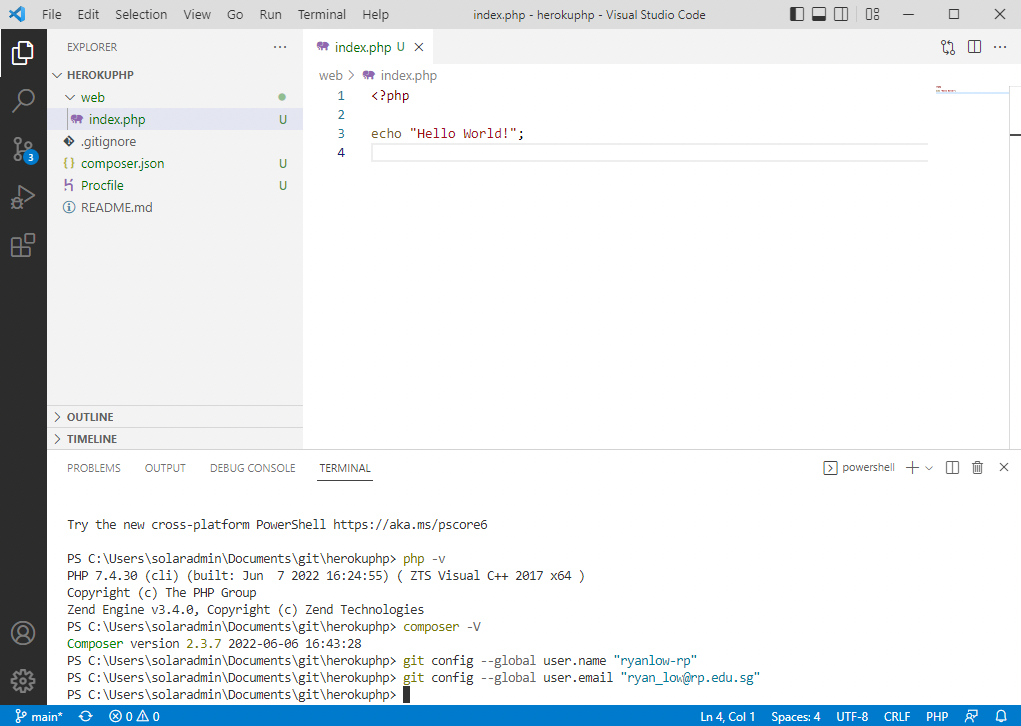 File Edit Selection View Go Run Terminal Help index.php - herokuphp - Visual Studio Code
EXPLORER
index.php U
HEROKUPHP
web > index.php
web
index.php U
.gitignore
composer.json U
Procfile U
README.md
3
1 <?php
2
3 echo "Hello World!";
4
OUTLINE
TIMELINE
PROBLEMS OUTPUT DEBUG CONSOLE TERMINAL powershell
Try the new cross-platform PowerShell https://aka.ms/pscore6
PS C:\Users\solaradmin\Documents\git\herokuphp> php -v
PHP 7.4.30 (cli) (built: Jun  7 2022 16:24:55) ( ZTS Visual C++ 2017 x64 )
Copyright (c) The PHP Group
Zend Engine v3.4.0, Copyright (c) Zend Technologies
PS C:\Users\solaradmin\Documents\git\herokuphp> composer -V
Composer version 2.3.7 2022-06-06 16:43:28
PS C:\Users\solaradmin\Documents\git\herokuphp> git config --global user.name "ryanlow-rp"
PS C:\Users\solaradmin\Documents\git\herokuphp> git config --global user.email "ryan_low@rp.edu.sg"
PS C:\Users\solaradmin\Documents\git\herokuphp>
main* 0 0 Ln 4, Col 1 Spaces: 4 UTF-8 CRLF PHP